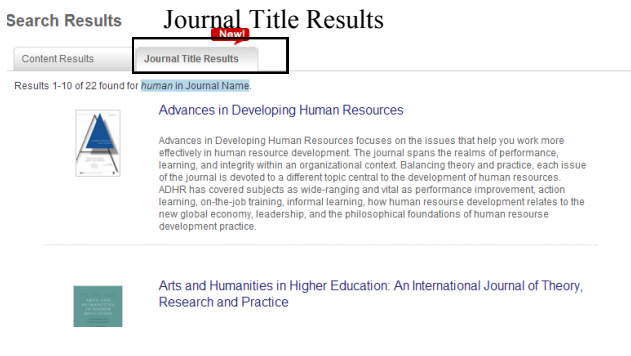 Search Results
Journal Title Results
New!
Content Results
Journal Title Results
Results 1-10 of 22 found for human in Journal Name.
Advances in Developing Human Resources
Advances in Developing Human Resources focuses on the issues that help you work more
effectively in human resource development. The journal spans the realms of performance,
learning, and integrity within an organizational context. Balancing theory and practice, each issue
of the journal is devoted to a different topic central to the development of human resources.
ADHR has covered subjects as wide-ranging and vital as performance improvement, action
learning, on-the-job training, informal learning, how human resourse development relates to the
new global economy, leadership, and the philosophical foundations of human resourse
development practice.
Arts and Humanities in Higher Education: An International Journal of Theory,
Research and Practice
ARTS AND
HUMANITIES
IN HIGHER
EDUCATION